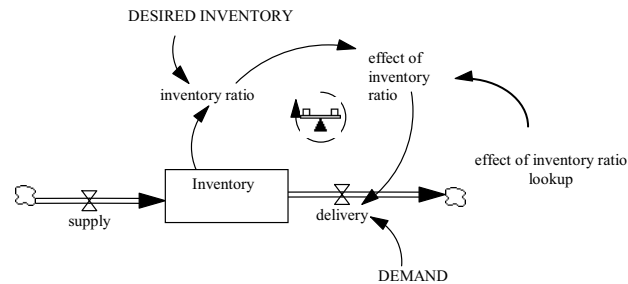 DESIRED INVENTORY
effect of
inventory
ratio
inventory ratio
effect of inventory ratio
lookup
Inventory
supply
delivery
DEMAND